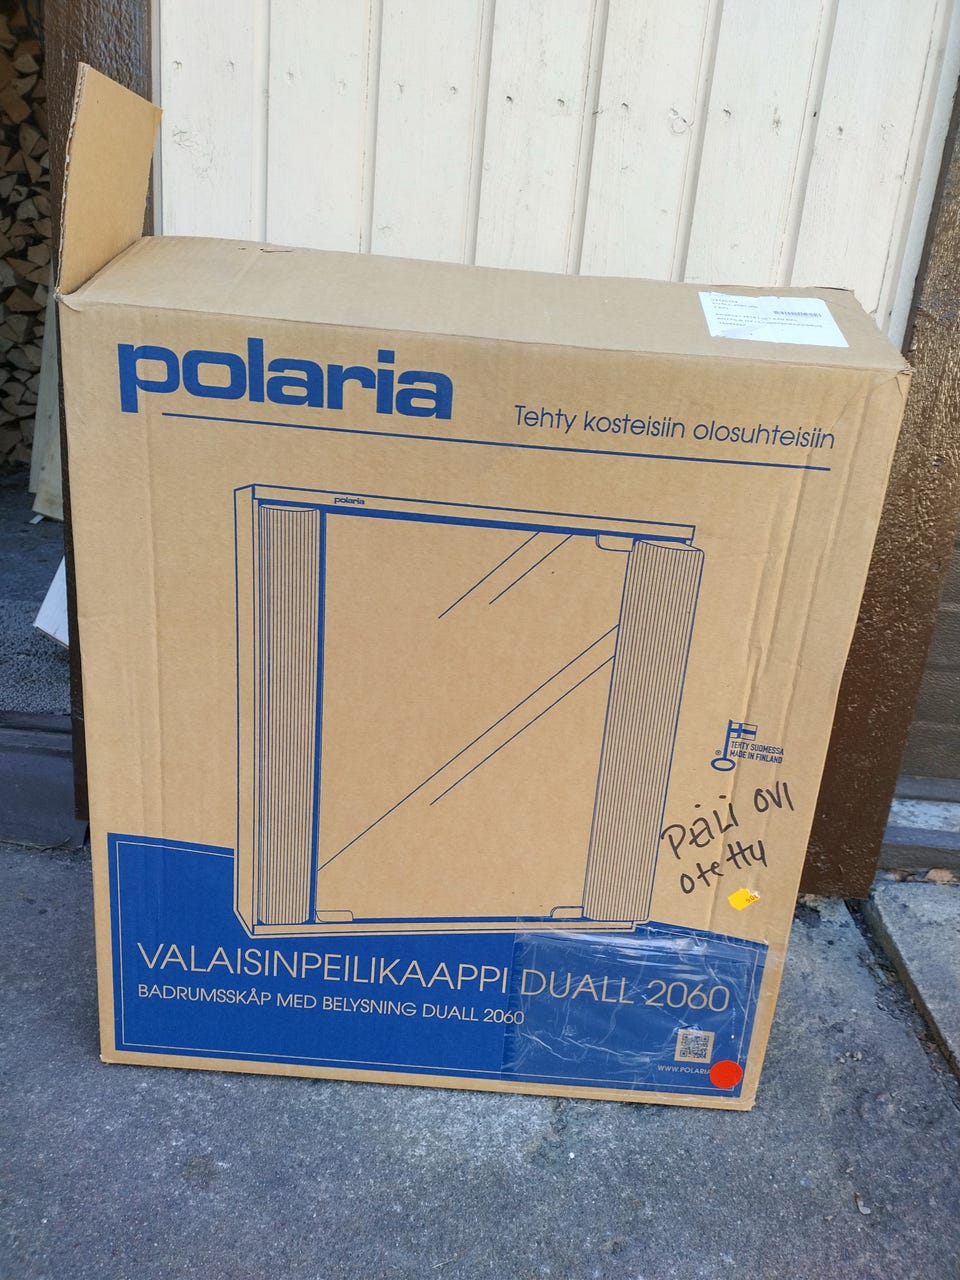 polaria
Tehty kosteisiin olosuhteisiin
polaria
TEHTY SUOMESSA
MADE IN FINLAND
PEiLi OVI
otettu
VALAISINPEILIKAAPPI DUALL 2060
BADRUMSSKÅP MED BELYSNING DUALL 2060
WWW.POLARIA